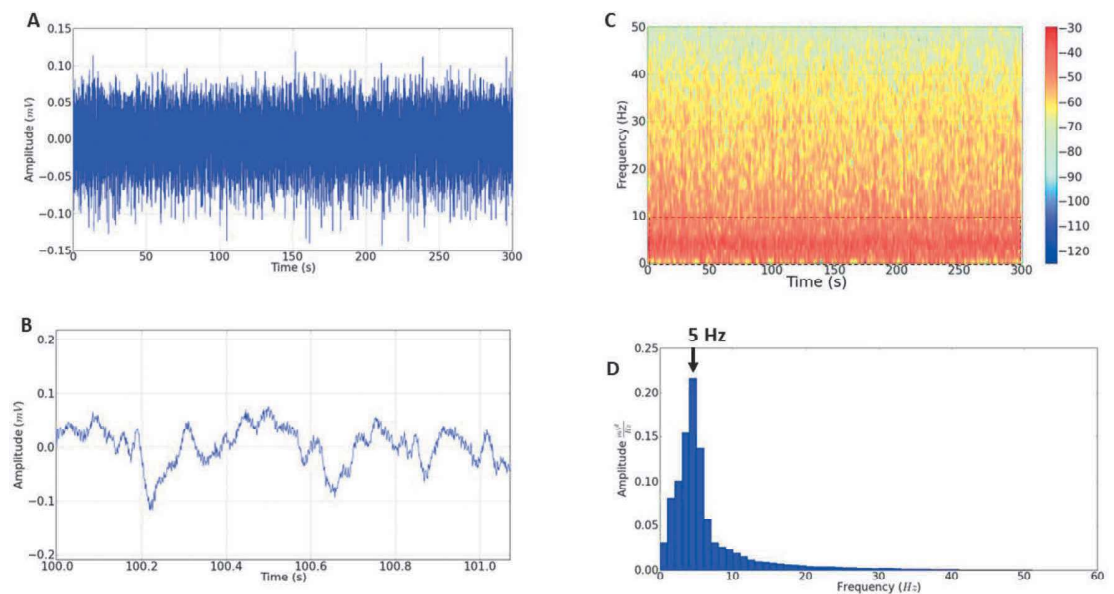 A
0.15
0.10
0.05
0.00
−0.05
−0.10
−0.15
Amplitude (mV)
0 50 100 150 200 250 300
Time (s)
B
0.2
0.1
0.0
−0.1
−0.2
Amplitude (mV)
100.0 100.2 100.4 100.6 100.8 101.0
Time (s)
C
50
40
30
20
10
0
Frequency (Hz)
0 50 100 150 200 250 300
Time (s)
−30
−40
−50
−60
−70
−80
−90
−100
−110
−120
D
5 Hz
0.25
0.20
0.15
0.10
0.05
0.00
Amplitude
0 10 20 30 40 50 60
Frequency (Hz)